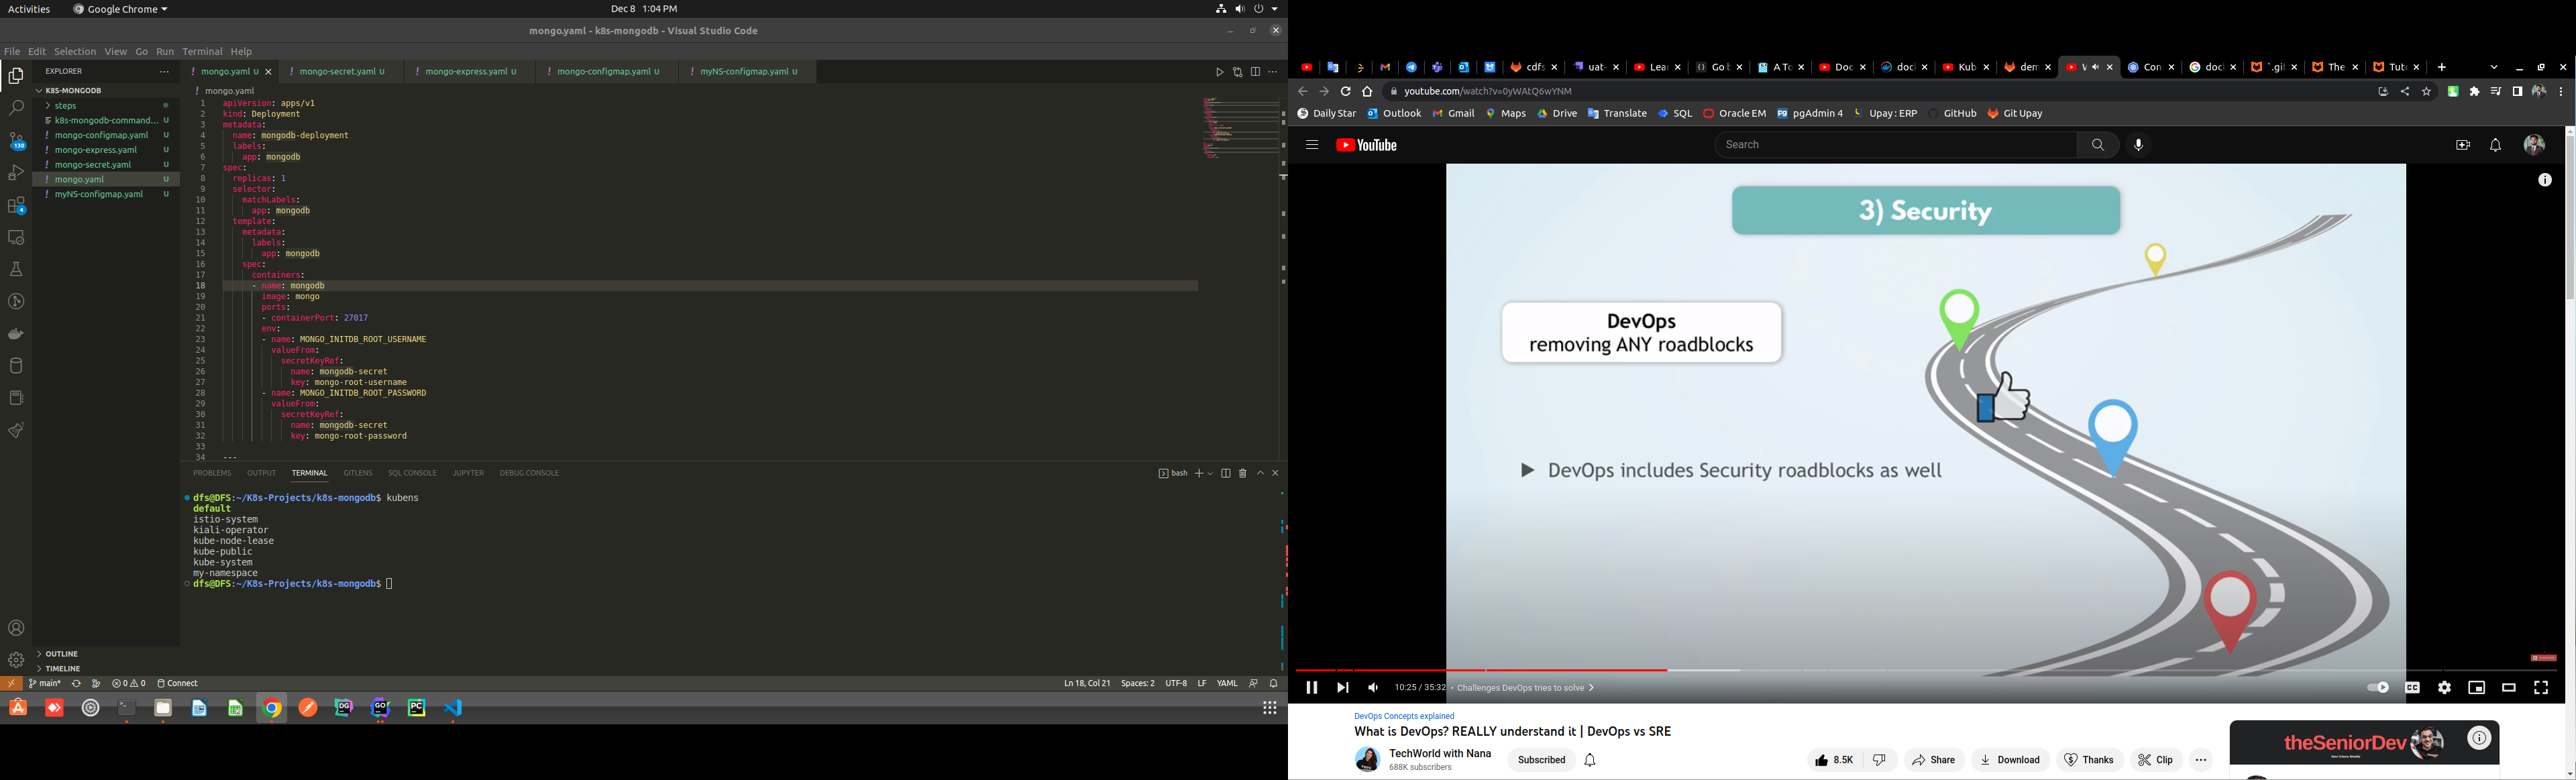 Activities
Google Chrome
Dec 8 1:04 PM
mongo.yaml - k8s-mongodb - Visual Studio Code
File Edit Selection View Go Run Terminal Help
EXPLORER
K8S-MONGODB
steps
k8s-mongodb-command... U
mongo-configmap.yaml U
mongo-express.yaml U
mongo-secret.yaml U
mongo.yaml U
myNS-configmap.yaml U
130
4
OUTLINE
TIMELINE
mongo.yaml U
mongo-secret.yaml U
mongo-express.yaml U
mongo-configmap.yaml U
myNS-configmap.yaml U
mongo.yaml
1 apiVersion: apps/v1
2 kind: Deployment
3 metadata:
4 name: mongodb-deployment
5 labels:
6 app: mongodb
7 spec:
8 replicas: 1
9 selector:
10 matchLabels:
11 app: mongodb
12 template:
13 metadata:
14 labels:
15 app: mongodb
16 spec:
17 containers:
18 - name: mongodb
19 image: mongo
20 ports:
21 - containerPort: 27017
22 env:
23 - name: MONGO_INITDB_ROOT_USERNAME
24 valueFrom:
25 secretKeyRef:
26 name: mongodb-secret
27 key: mongo-root-username
28 - name: MONGO_INITDB_ROOT_PASSWORD
29 valueFrom:
30 secretKeyRef:
31 name: mongodb-secret
32 key: mongo-root-password
33
34 ---
PROBLEMS OUTPUT TERMINAL GITLENS SQL CONSOLE JUPYTER DEBUG CONSOLE
bash
dfs@DFS:~/K8s-Projects/k8s-mongodb$ kubens
default
istio-system
kiali-operator
kube-node-lease
kube-public
kube-system
my-namespace
dfs@DFS:~/K8s-Projects/k8s-mongodb$
main* 0 0 Connect
Ln 18, Col 21 Spaces: 2 UTF-8 LF YAML
DG GO PC
cdfs uat- Lear Go b A To Doc doc Kub dem Con doc `.git The Tuto
youtube.com/watch?v=0yWAtQ6wYNM
Daily Star Outlook Gmail Maps Drive Translate SQL Oracle EM pgAdmin 4 Upay : ERP GitHub Git Upay
YouTube
Search
3) Security
DevOps
removing ANY roadblocks
DevOps includes Security roadblocks as well
10:25 / 35:32 • Challenges DevOps tries to solve
CC
DevOps Concepts explained
What is DevOps? REALLY understand it | DevOps vs SRE
TechWorld with Nana
688K subscribers
Subscribed
8.5K
Share
Download
Thanks
Clip
theSeniorDev